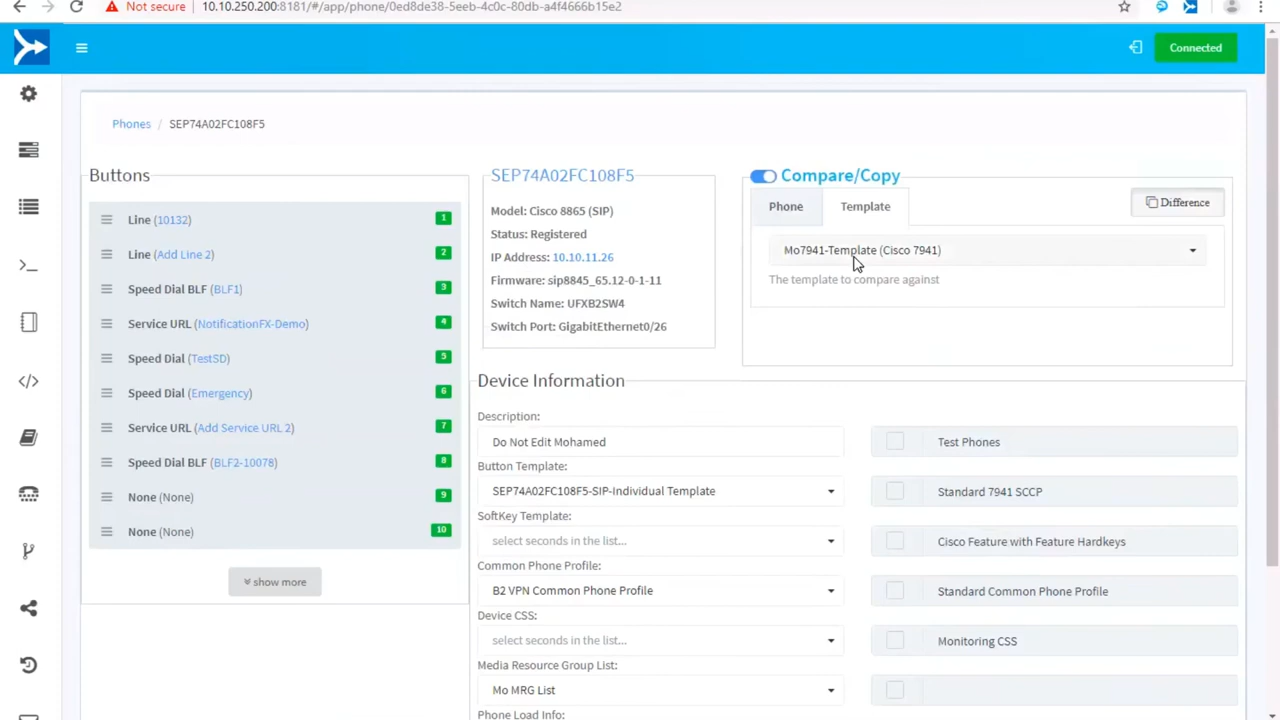 Not secure 10.10.250.200:8181/#/app/phone/0ed8de38-5eeb-4c0c-80db-a4f4666b15e2
Connected
Phones / SEP74A02FC108F5
Buttons
Line (10132) 1
Line (Add Line 2) 2
Speed Dial BLF (BLF1) 3
Service URL (NotificationFX-Demo) 4
Speed Dial (TestSD) 5
Speed Dial (Emergency) 6
Service URL (Add Service URL 2) 7
Speed Dial BLF (BLF2-10078) 8
None (None) 9
None (None) 10
show more
SEP74A02FC108F5
Model: Cisco 8865 (SIP)
Status: Registered
IP Address: 10.10.11.26
Firmware: sip8845_65.12-0-1-11
Switch Name: UFXB2SW4
Switch Port: GigabitEthernet0/26
Compare/Copy
Phone Template Difference
Mo7941-Template (Cisco 7941)
The template to compare against
Device Information
Description:
Do Not Edit Mohamed Test Phones
Button Template:
SEP74A02FC108F5-SIP-Individual Template Standard 7941 SCCP
SoftKey Template:
select seconds in the list... Cisco Feature with Feature Hardkeys
Common Phone Profile:
B2 VPN Common Phone Profile Standard Common Phone Profile
Device CSS:
select seconds in the list... Monitoring CSS
Media Resource Group List:
Mo MRG List
Phone Load Info: